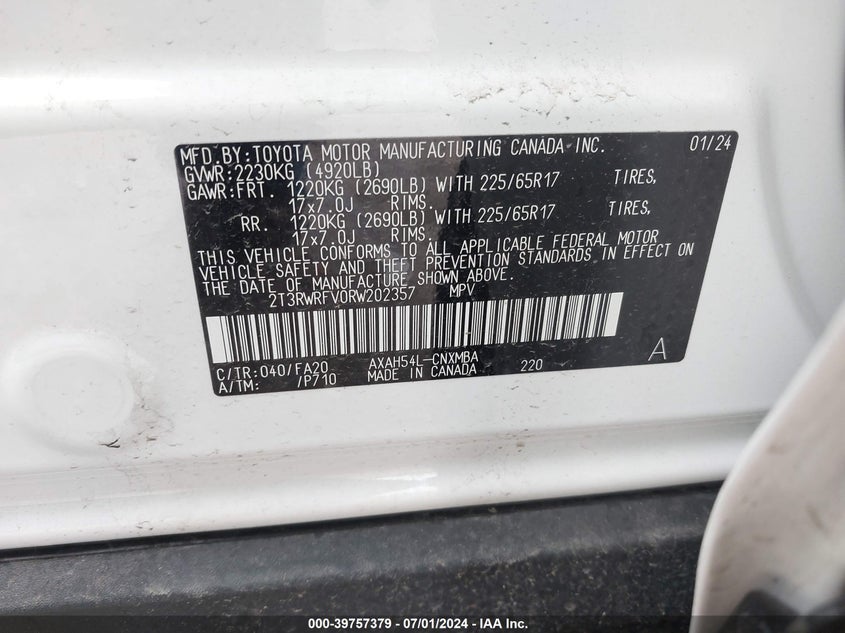 MFD.BY:TOYOTA MOTOR MANUFACTURING CANADA INC. 01/24
GVWR:2230KG (4920LB)
GAWR:FRT. 1220KG (2690LB) WITH 225/65R17 TIRES,
17x7.0J RIMS.
RR. 1220KG (2690LB) WITH 225/65R17 TIRES,
17x7.0J RIMS.
THIS VEHICLE CONFORMS TO ALL APPLICABLE FEDERAL MOTOR
VEHICLE SAFETY AND THEFT PREVENTION STANDARDS IN EFFECT ON
THE DATE OF MANUFACTURE SHOWN ABOVE.
2T3RWRFV0RW202357 MPV
C/TR:040/FA20 AXAH54L-CNXMBA 220 A
A/TM: /P710 MADE IN CANADA
000-39757379 / 07/01/2024 - IAA Inc.